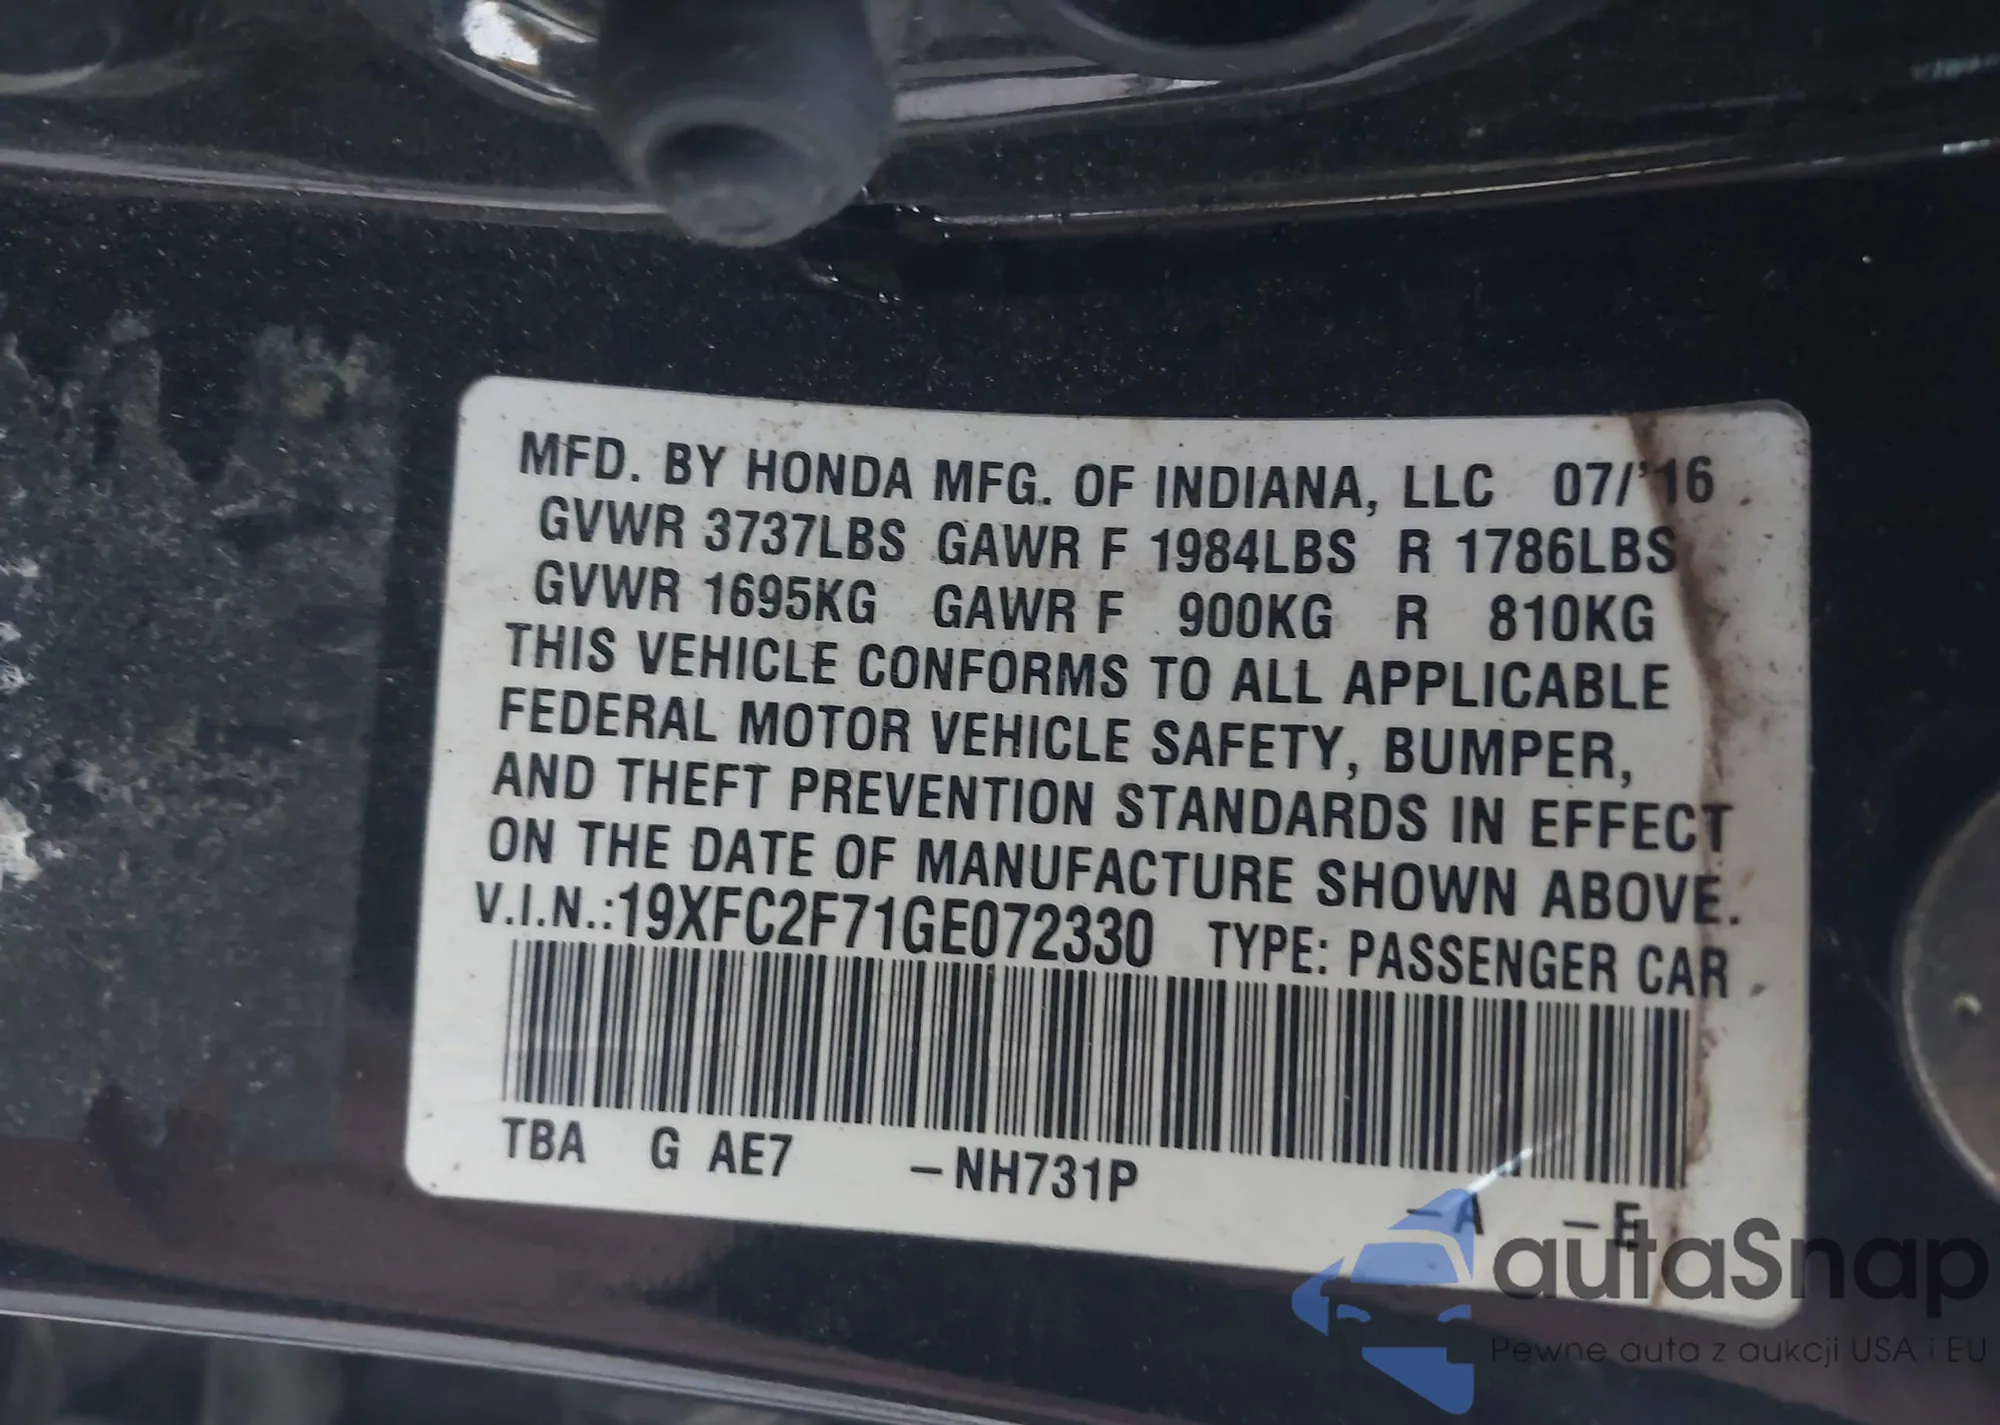 MFD. BY HONDA MFG. OF INDIANA, LLC 07/'16
GVWR 3737LBS GAWR F 1984LBS R 1786LBS
GVWR 1695KG GAWR F 900KG R 810KG
THIS VEHICLE CONFORMS TO ALL APPLICABLE
FEDERAL MOTOR VEHICLE SAFETY, BUMPER,
AND THEFT PREVENTION STANDARDS IN EFFECT
ON THE DATE OF MANUFACTURE SHOWN ABOVE.
V.I.N.:19XFC2F71GE072330 TYPE: PASSENGER CAR
TBA G AE7 –NH731P –A –E
autaSnap
Pewne auta z aukcji USA i EU